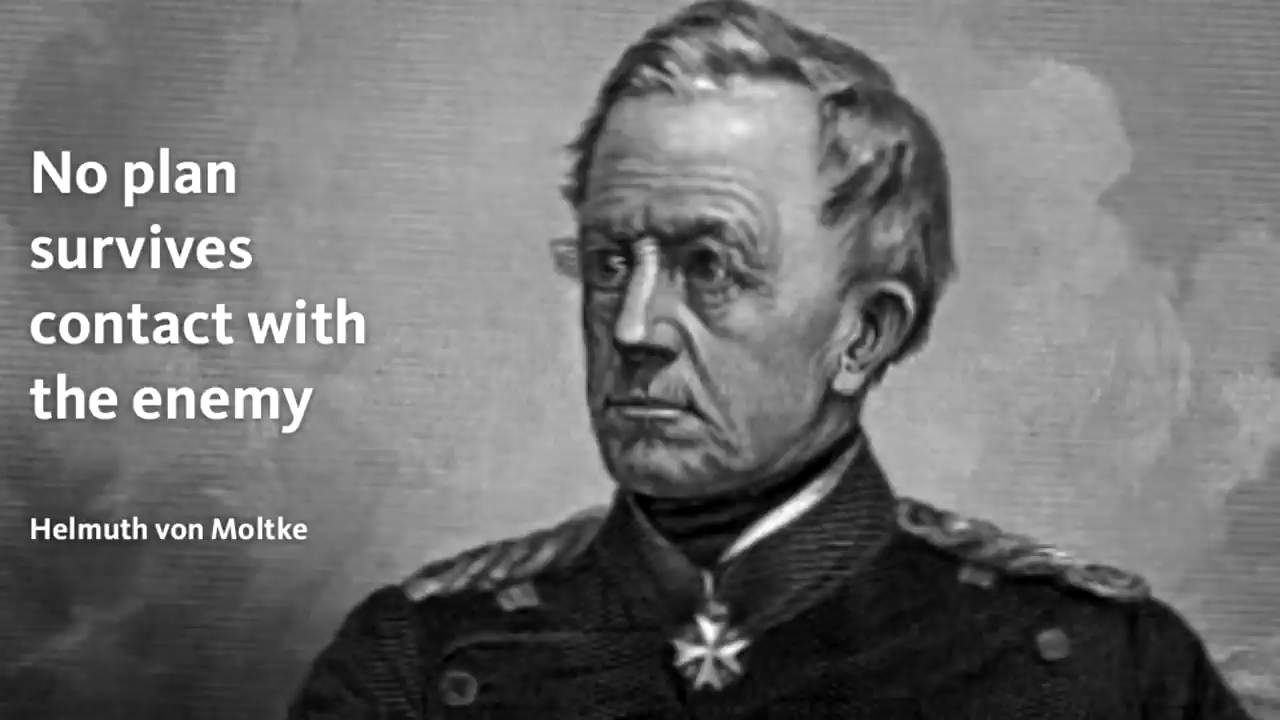 No plan
survives
contact with
the enemy
Helmuth von Moltke